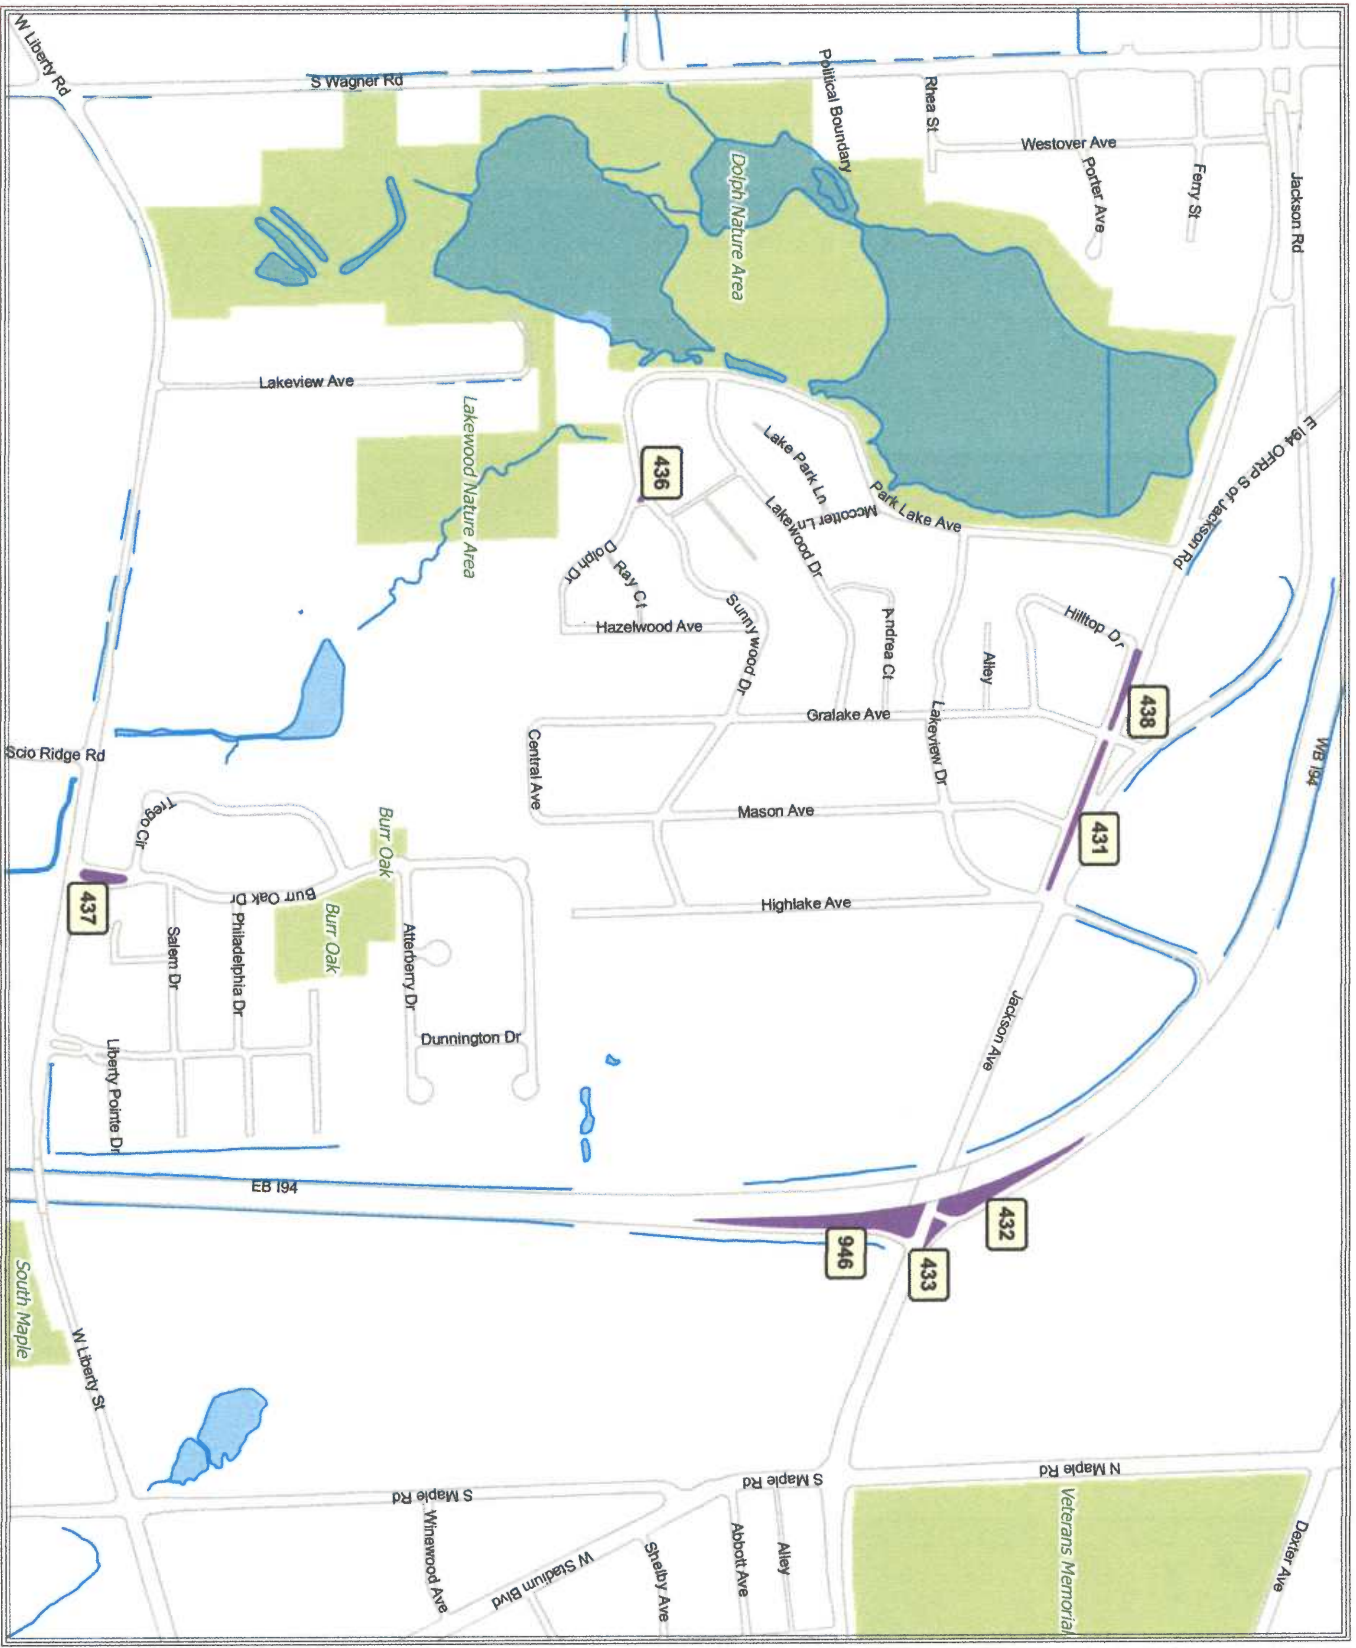 W Liberty Rd
S Wagner Rd
Political Boundary
Rhea St
Westover Ave
Porter Ave
Ferry St
Jackson Rd
Dolph Nature Area
Lakeview Ave
Lakewood Nature Area
436
Lake Park Ln
Mccotter Ln
Park Lake Ave
Lakewood Dr
E I94 OFRP S of Jackson Rd
Dolph Dr
Ray Ct
Hazelwood Ave
Sunnywood Dr
Andrea Ct
Alley
Hilltop Dr
438
Gralake Ave
Lakeview Dr
WB I94
Scio Ridge Rd
Central Ave
Mason Ave
431
Trego Cir
Burr Oak
437
Burr Oak Dr
Burr Oak
Highlake Ave
Salem Dr
Philadelphia Dr
Atterberry Dr
Dunnington Dr
Jackson Ave
Liberty Pointe Dr
EB I94
432
946
433
South Maple
W Liberty St
S Maple Rd
S Maple Rd
N Maple Rd
Winewood Ave
W Stadium Blvd
Shelby Ave
Abbott Ave
Alley
Veterans Memorial
Dexter Ave